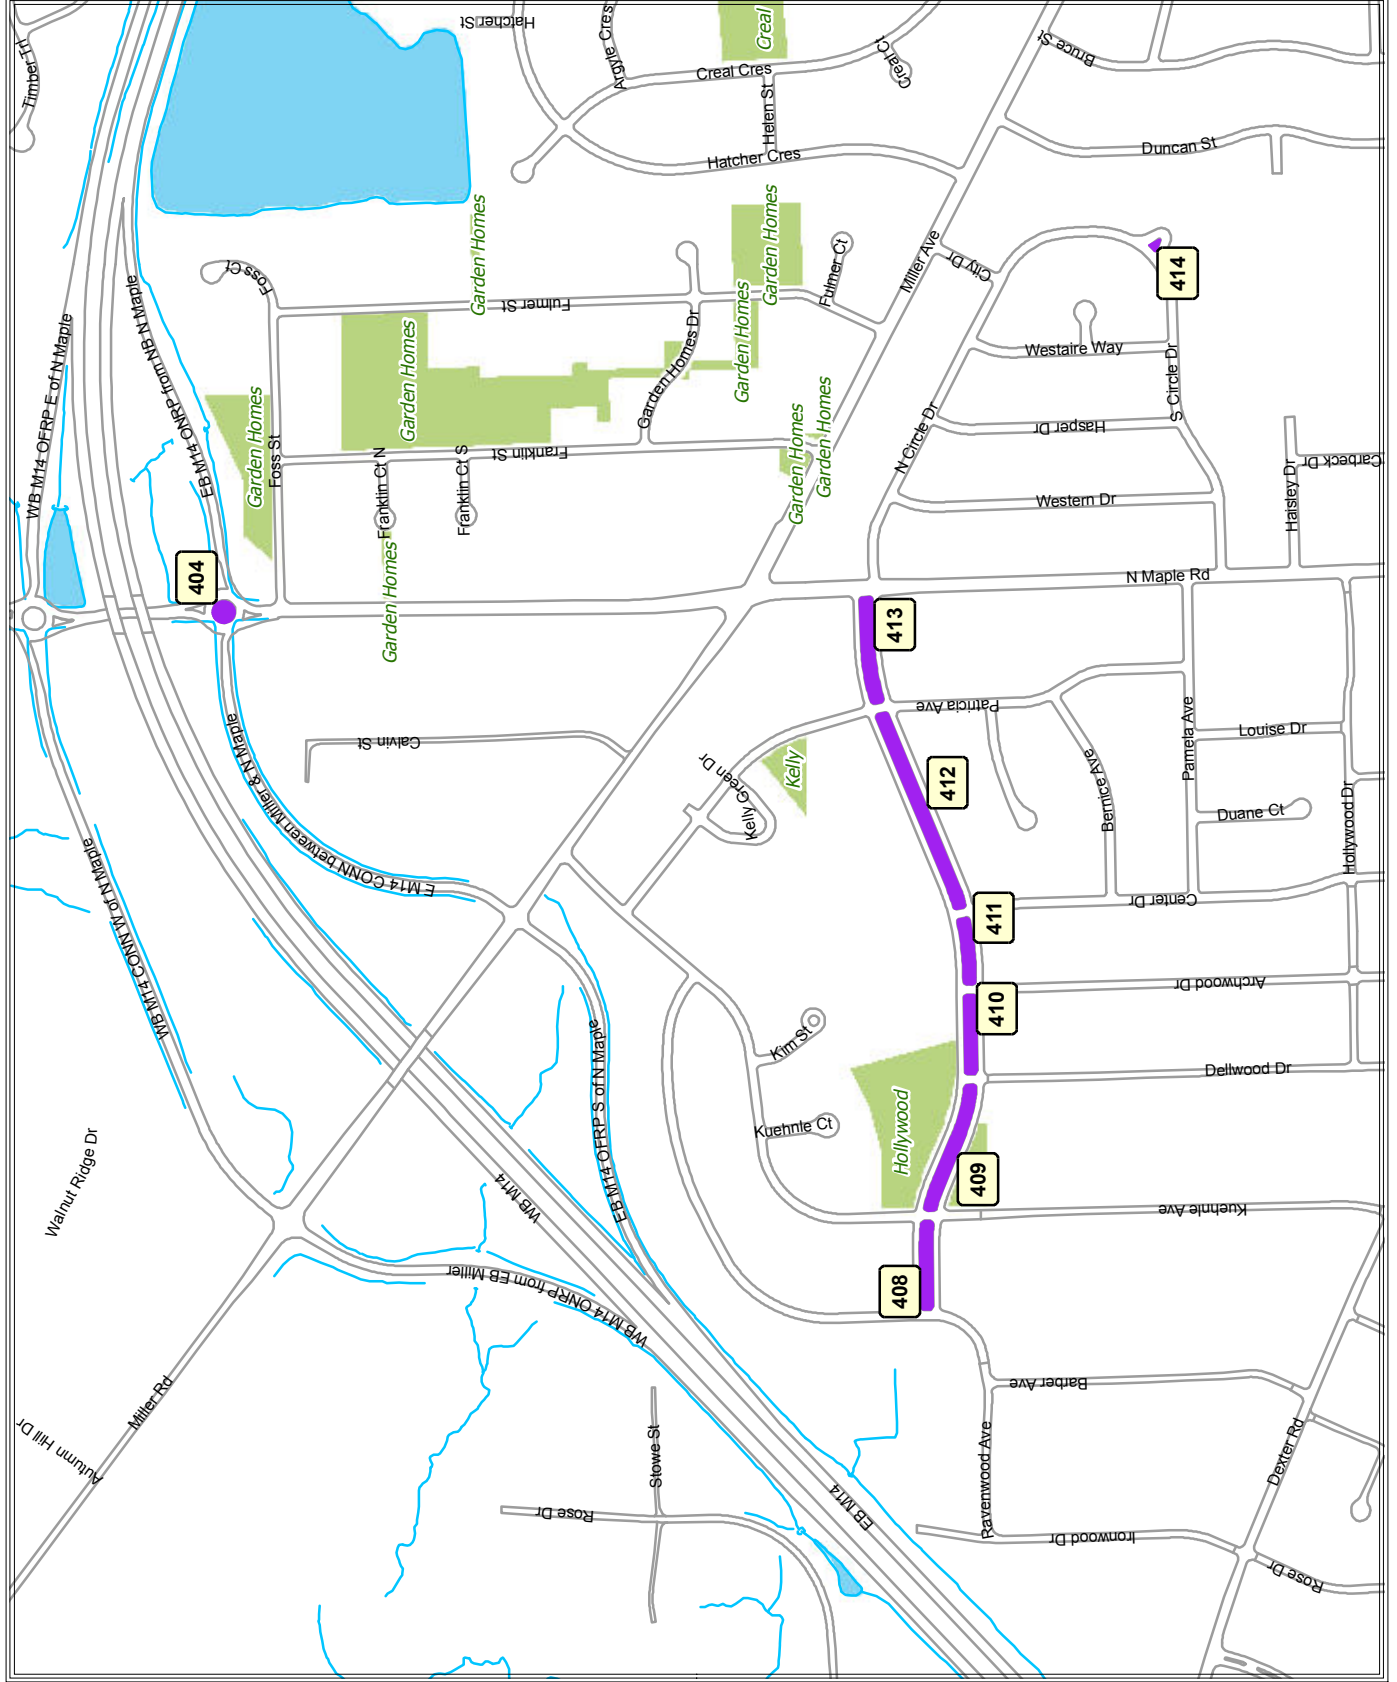 Timber Trl
HatcherSt
Argyle Cres
Creal
Creal Cres
Creal Ct
Bruce St
Helen St
Hatcher Cres
Duncan St
WB M14 OFRP E of N Maple
EB M14 ONRP from NB N Maple
Foss Ct
Garden Homes
Garden Homes
Fulmer St
Fulmer Ct
Miller Ave
City Dr
414
Garden Homes
Garden Homes
Garden Homes
Garden Homes Dr
Westaire Way
S Circle Dr
Foss St
Franklin St
Franklin Ct N
Franklin Ct S
Garden Homes
Garden Homes
N Circle Dr
Hasper Dr
Western Dr
Haisley Dr
Carbeck Dr
404
Garden Homes
N Maple Rd
413
Patricia Ave
Calvin St
Kelly Green Dr
Kelly
412
Bernice Ave
Pamela Ave
Louise Dr
Duane Ct
Hollywood Dr
E M14 CONN between Miller & N Maple
WB M14 CONN W of N Maple
411
Center Dr
410
Archwood Dr
Kim St
EB M14 OFRP S of N Maple
Dellwood Dr
Kuehnle Ct
Hollywood
409
Kuehnle Ave
Walnut Ridge Dr
WB M14
WB M14 ONRP from EB Miller
408
Miller Rd
Autumn Hill Dr
Barber Ave
Ravenwood Ave
Dexter Rd
Stowe St
Rose Dr
EB M14
Ironwood Dr
Rose Dr